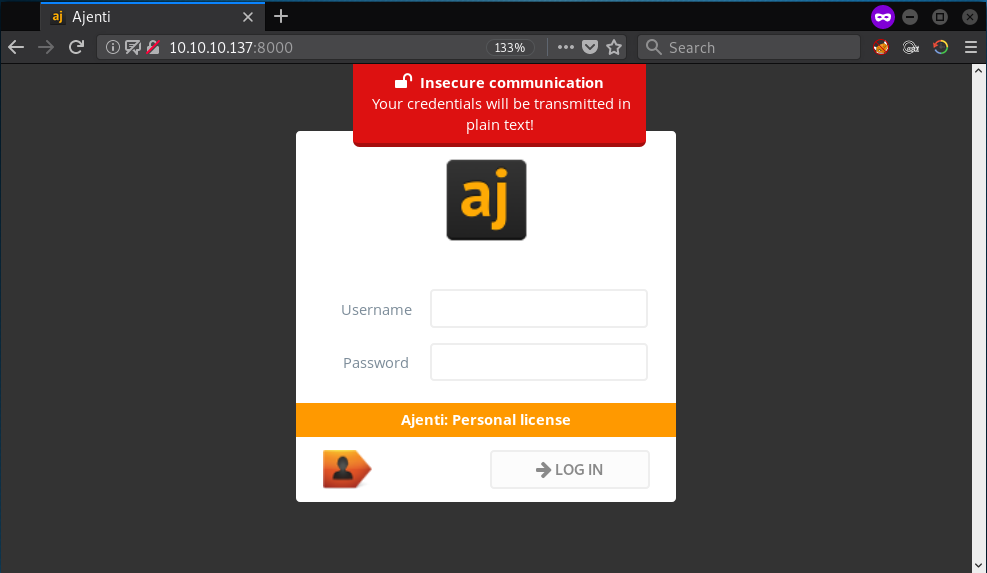 Ajenti
10.10.10.137:8000
133%
Search
Insecure communication
Your credentials will be transmitted in
plain text!
aj
Username
Password
Ajenti: Personal license
LOG IN